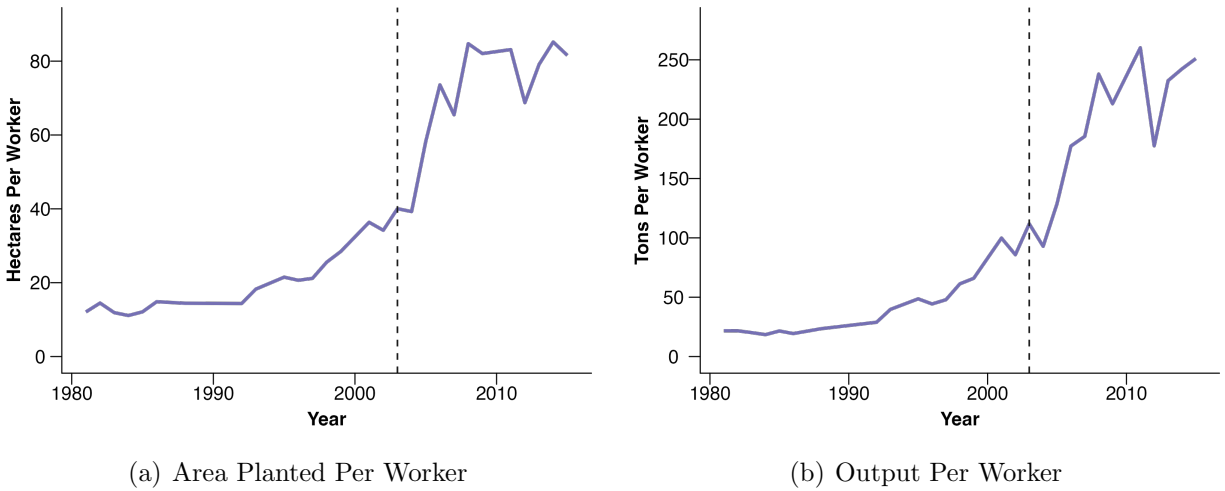 Hectares Per Worker
80
60
40
20
0
1980 1990 2000 2010
Year
(a) Area Planted Per Worker
Tons Per Worker
250
200
150
100
50
0
1980 1990 2000 2010
Year
(b) Output Per Worker